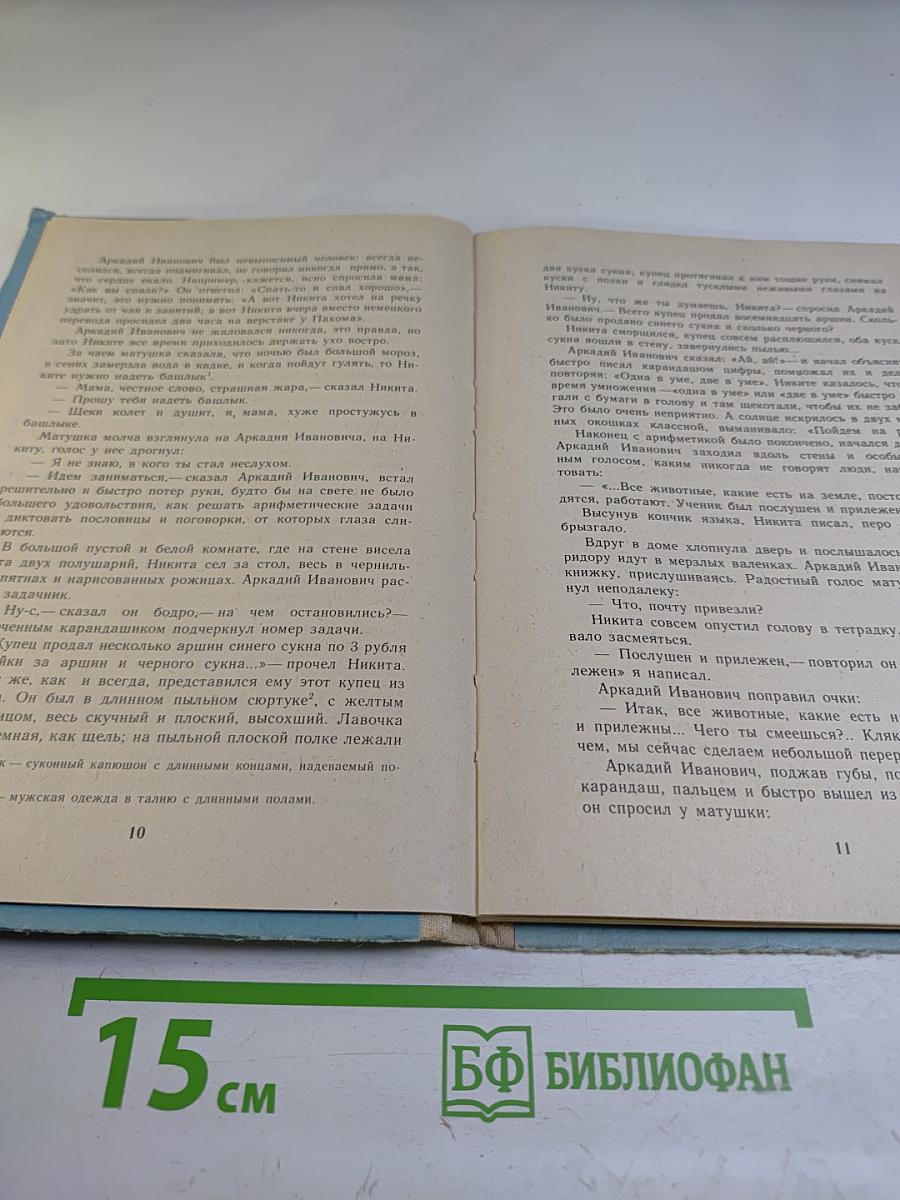 Аркадий Иванович был невыносимый человек: всегда ве-
селился, всегда подмигивал, не говорил никогда прямо, а так,
что сердце екало. Например, кажется, ясно спросила мама:
«Как вы спали?» Он ответил: «Спать-то я спал хорошо»,—
значит, это нужно понимать: «А вот Никита хотел на речку
удрать от чая и занятий; а вот Никита вчера вместо немецкого
перевода просидел два часа на верстаке у Пахома».
Аркадий Иванович не жаловался никогда, это правда, но
зато Никите все время приходилось держать ухо востро.
За чаем матушка сказала, что ночью был большой мороз,
в сенях замерзла вода в кадке, и когда пойдут гулять, то Ни-
ките нужно надеть башлык¹.
— Мама, честное слово, страшная жара,— сказал Никита.
— Прошу тебя надеть башлык.
— Щеки колет и душит, я, мама, хуже простужусь в
башлыке.
Матушка молча взглянула на Аркадия Ивановича, на Ни-
киту, голос у нее дрогнул:
— Я не знаю, в кого ты стал неслухом.
— Идем заниматься,— сказал Аркадий Иванович, встал
решительно и быстро потер руки, будто бы на свете не было
большего удовольствия, как решать арифметические задачи
диктовать пословицы и поговорки, от которых глаза сли-
ются.
В большой пустой и белой комнате, где на стене висела
та двух полушарий, Никита сел за стол, весь в черниль-
пятнах и нарисованных рожицах. Аркадий Иванович рас-
задачник.
Ну-с,— сказал он бодро,— на чем остановились?—
ченным карандашиком подчеркнул номер задачи.
Купец продал несколько аршин синего сукна по 3 рубля
йки за аршин и черного сукна...»— прочел Никита.
же, как и всегда, представился ему этот купец из
. Он был в длинном пыльном сюртуке², с желтым
ицом, весь скучный и плоский, высохший. Лавочка
емная, как щель; на пыльной плоской полке лежали
к — суконный капюшон с длинными концами, надеваемый по-
— мужская одежда в талию с длинными полами.
10
два куска сукна; купец протягивал к ним тощие руки, снимал
куски с полки и глядел тусклыми неживыми глазами на
Никиту.
— Ну, что же ты думаешь, Никита?— спросил Аркадий
Иванович.— Всего купец продал восемнадцать аршин. Сколь-
ко было продано синего сукна и сколько черного?
Никита сморщился, купец совсем расплющился, оба куска
сукна вошли в стену, завернулись пылью...
Аркадий Иванович сказал: «Ай, ай!»— и начал объяснять,
быстро писал карандашом цифры, помножал их и дел
повторяя: «Одна в уме, две в уме». Никите казалось, что
время умножения —«одна в уме» или «две в уме» быстро
гали с бумаги в голову и там щекотали, чтобы их не заб
Это было очень неприятно. А солнце искрилось в двух м
ных окошках классной, выманивало: «Пойдем на р
Наконец с арифметикой было покончено, начался д
Аркадий Иванович заходил вдоль стены и особы
ным голосом, каким никогда не говорят люди, нач
товать:
— «...Все животные, какие есть на земле, посто
дятся, работают. Ученик был послушен и прилежен
Высунув кончик языка, Никита писал, перо
брызгало.
Вдруг в доме хлопнула дверь и послышалось
ридору идут в мерзлых валенках. Аркадий Иван
книжку, прислушиваясь. Радостный голос мату
нул неподалеку:
— Что, почту привезли?
Никита совсем опустил голову в тетрадку,
вало засмеяться.
— Послушен и прилежен,— повторил он
лежен» я написал.
Аркадий Иванович поправил очки:
— Итак, все животные, какие есть н
и прилежны... Чего ты смеешься?.. Кляк
чем, мы сейчас сделаем небольшой перер
Аркадий Иванович, поджав губы, по
карандаш, пальцем и быстро вышел из
он спросил у матушки:
11
15 см
БФ БИБЛИОФАН